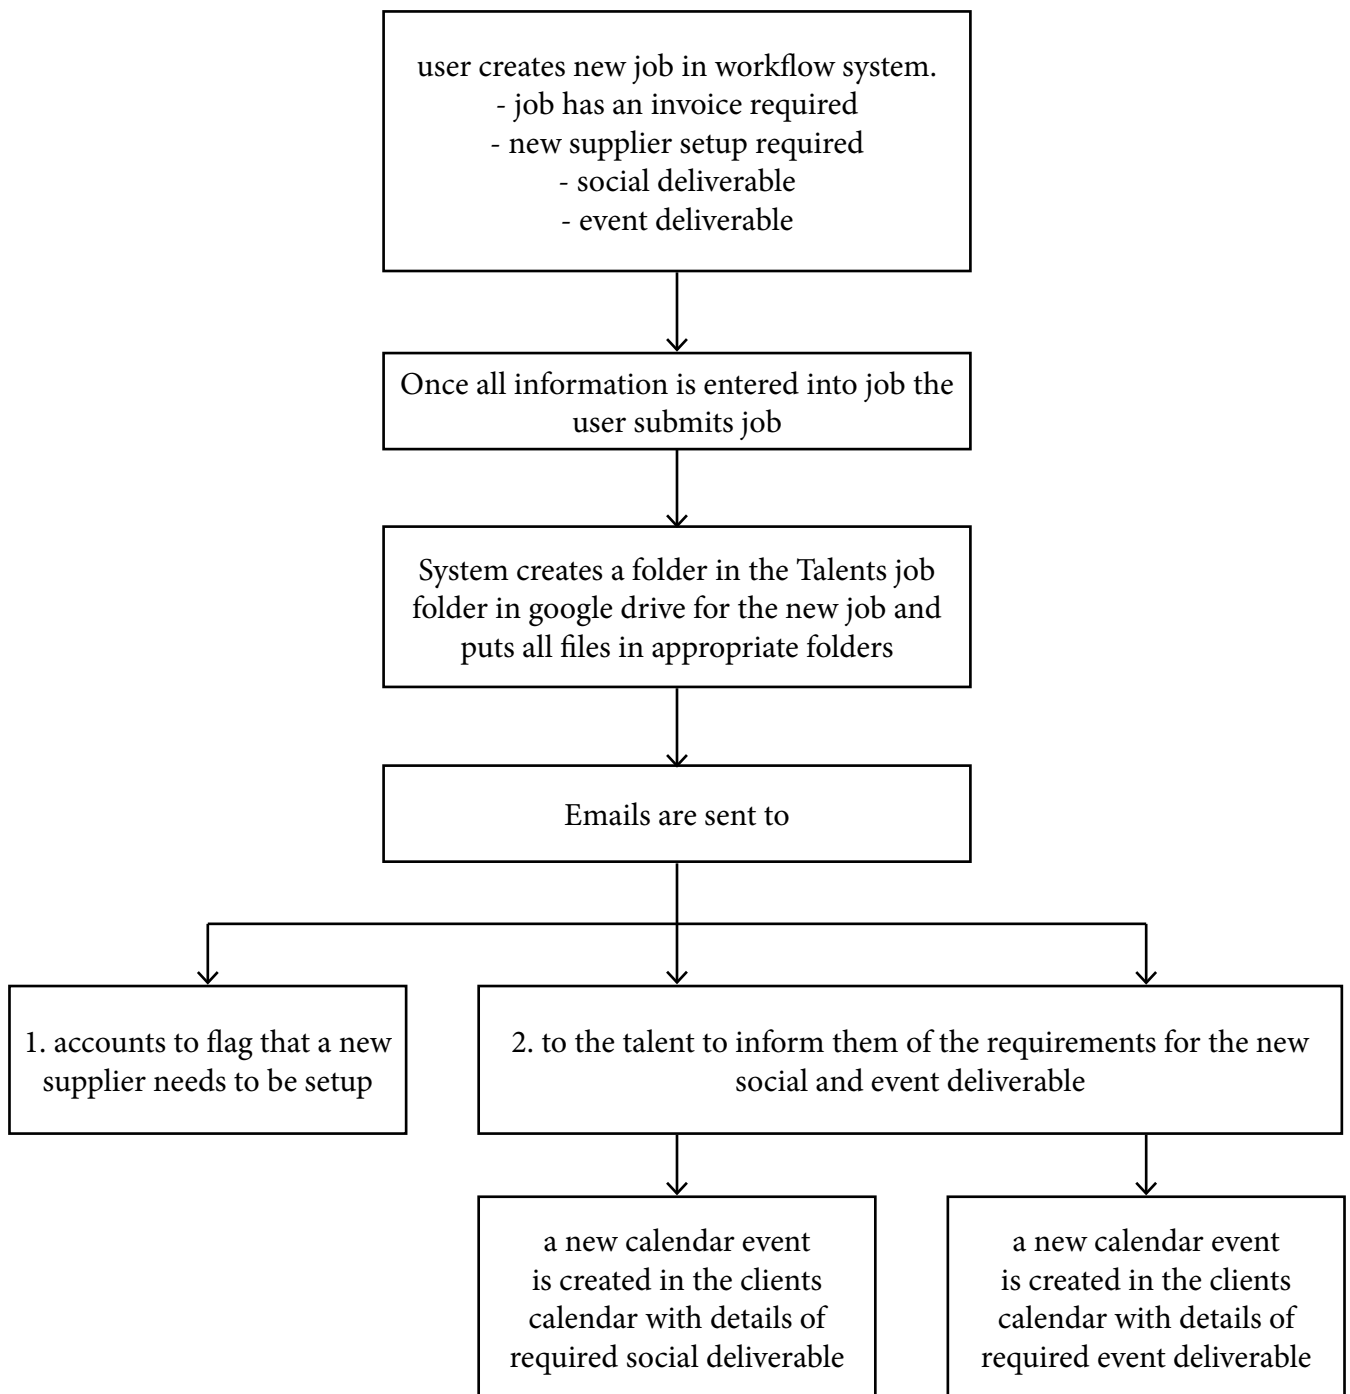 user creates new job in workflow system.
- job has an invoice required
- new supplier setup required
- social deliverable
- event deliverable
Once all information is entered into job the
user submits job
System creates a folder in the Talents job
folder in google drive for the new job and
puts all files in appropriate folders
Emails are sent to
1. accounts to flag that a new
supplier needs to be setup
2. to the talent to inform them of the requirements for the new
social and event deliverable
a new calendar event
is created in the clients
calendar with details of
required social deliverable
a new calendar event
is created in the clients
calendar with details of
required event deliverable